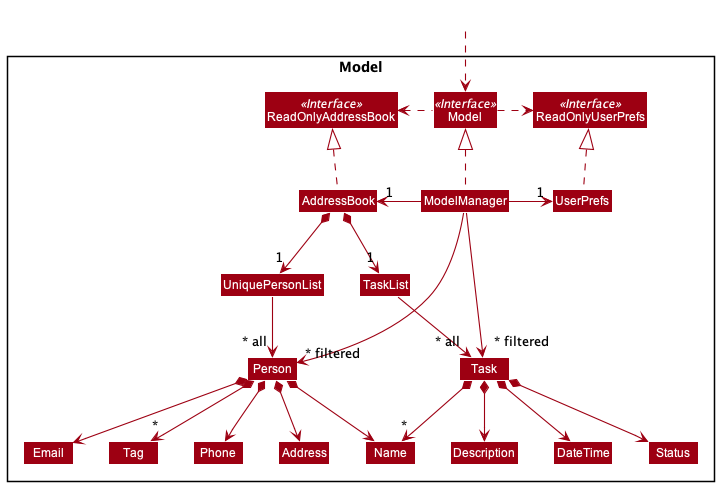 Model
«Interface»
ReadOnlyAddressBook
«Interface»
Model
«Interface»
ReadOnlyUserPrefs
AddressBook
1
ModelManager
1
UserPrefs
1
1
UniquePersonList
TaskList
* all
* filtered
* all
* filtered
Person
Task
*
*
Email
Tag
Phone
Address
Name
Description
DateTime
Status